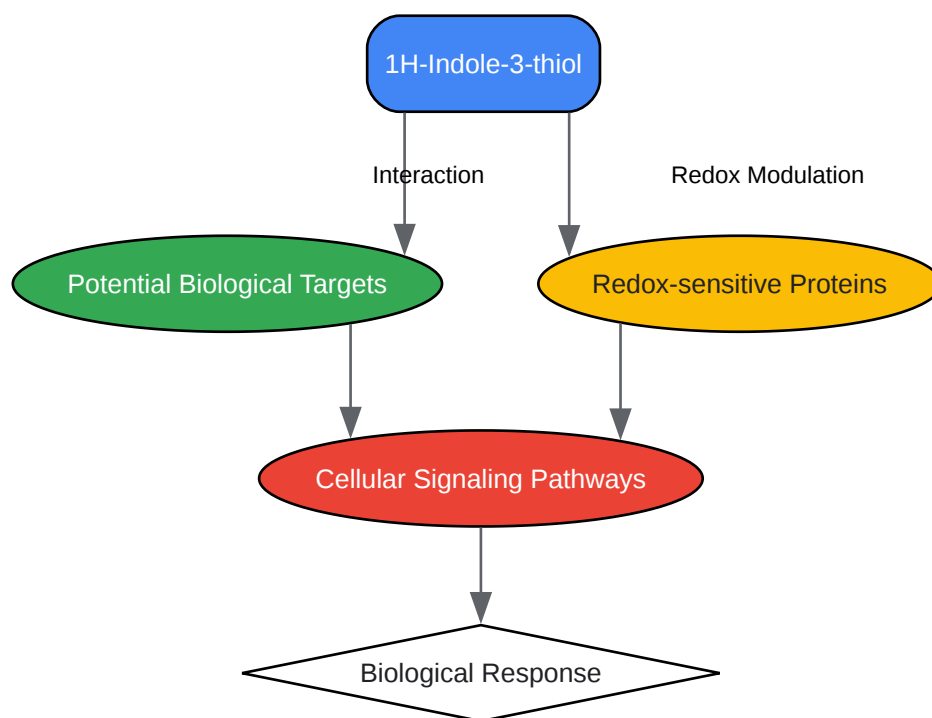 1H-Indole-3-thiol
Interaction
Redox Modulation
Potential Biological Targets
Redox-sensitive Proteins
Cellular Signaling Pathways
Biological Response